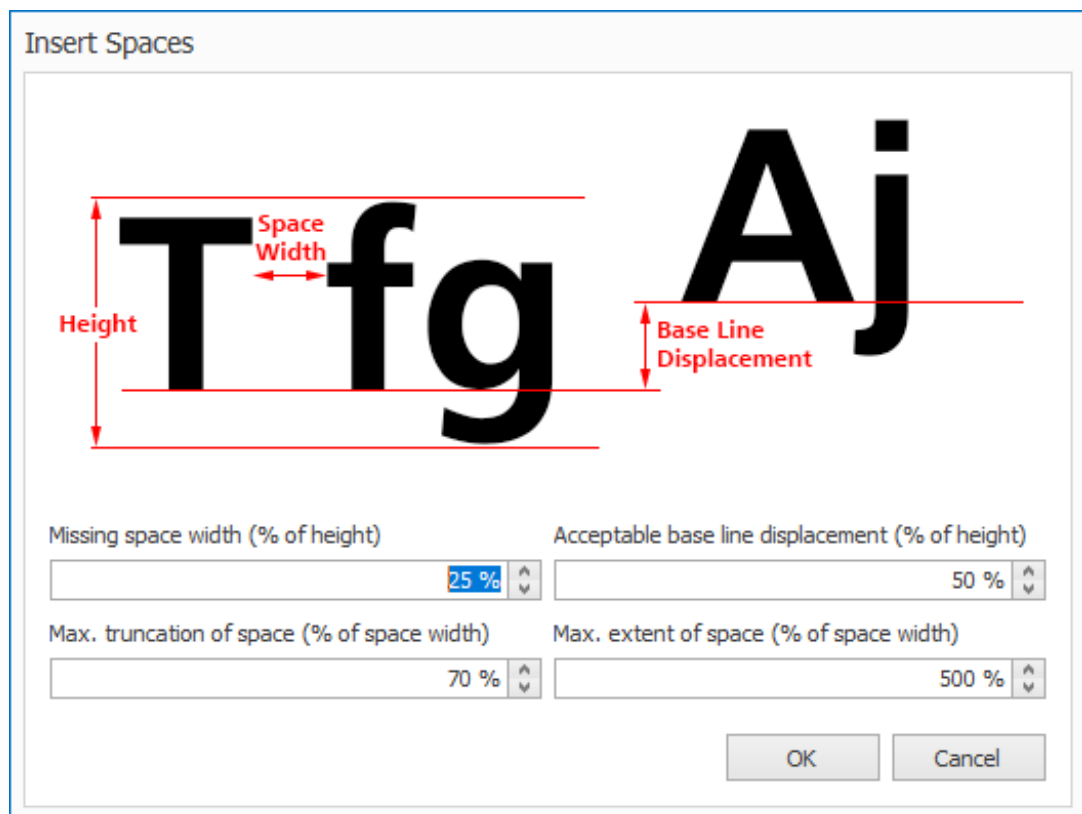 Insert Spaces
Aj
T fg
Space
Width
Height
Base Line
Displacement
Missing space width (% of height)
Acceptable base line displacement (% of height)
25 %
50 %
Max. truncation of space (% of space width)
Max. extent of space (% of space width)
70 %
500 %
OK
Cancel